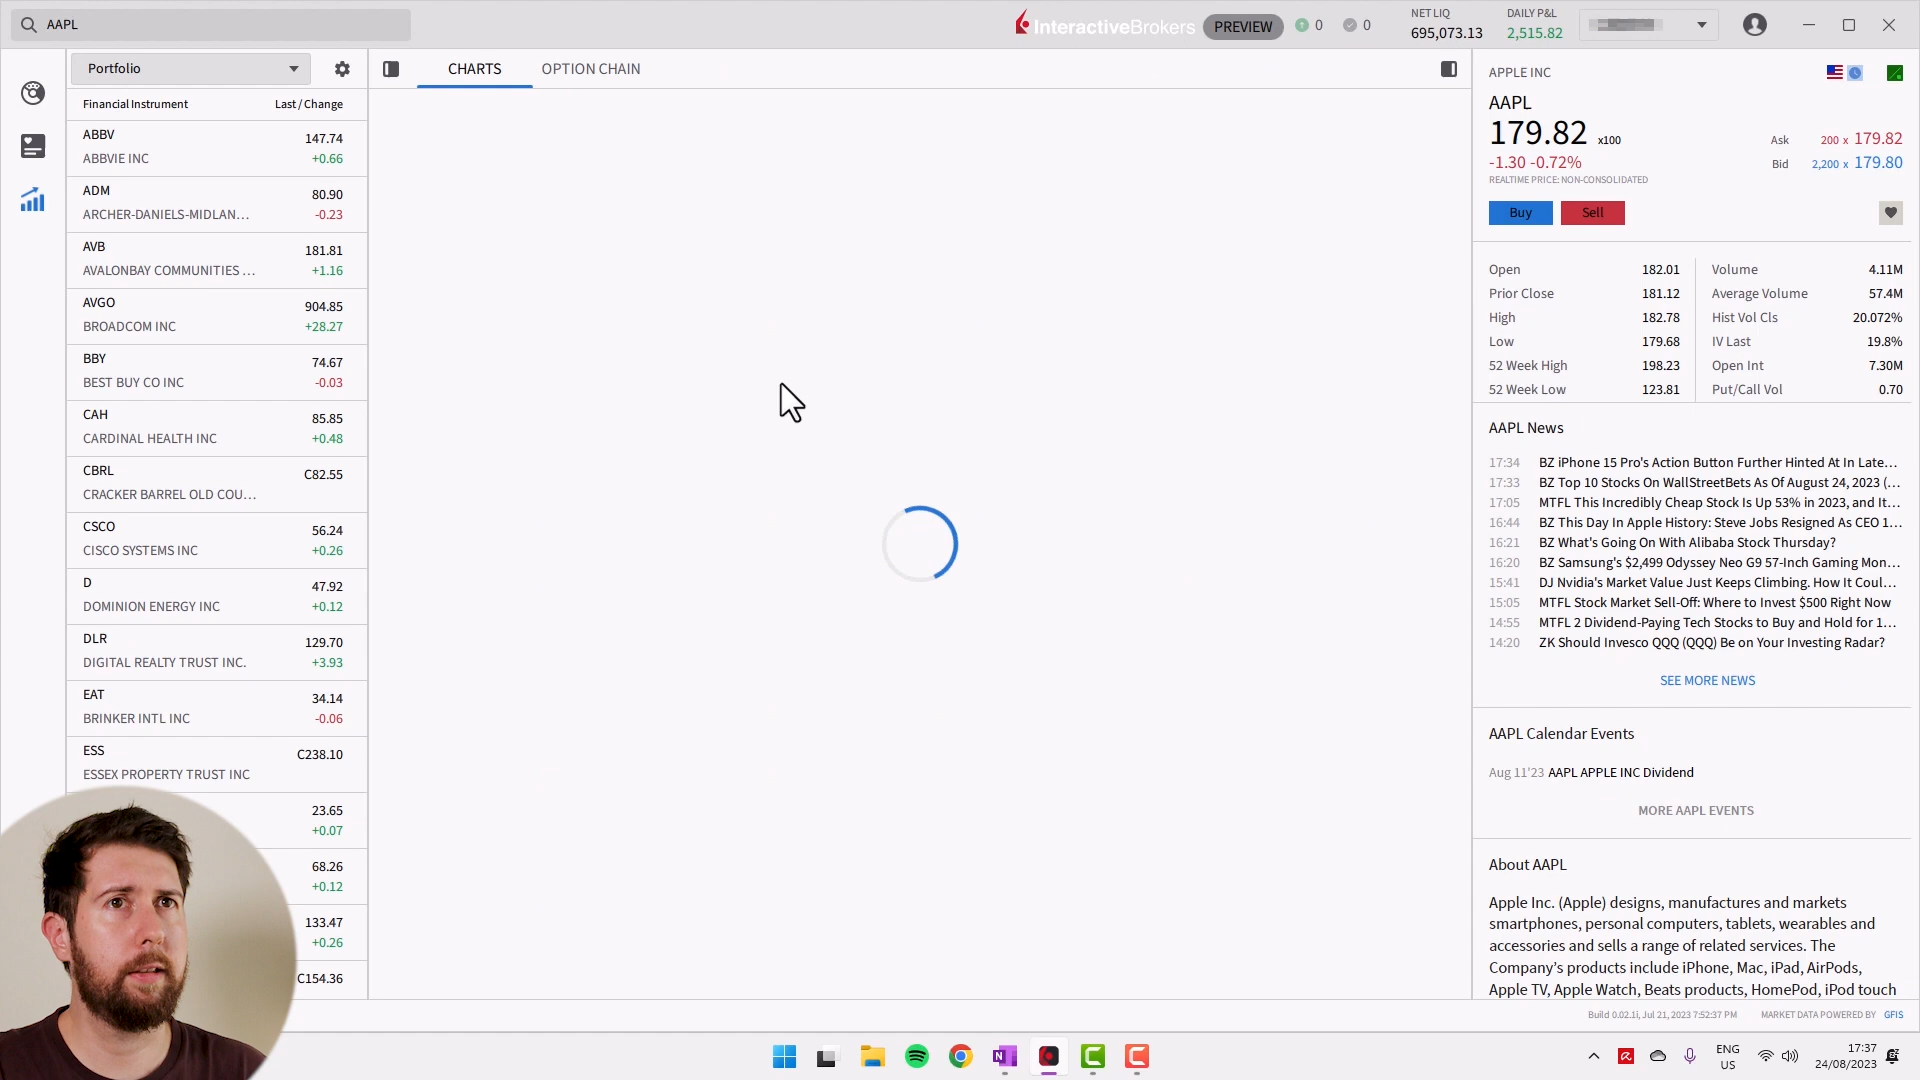 AAPL
InteractiveBrokers
PREVIEW
0
0
NET LIQ
695,073.13
DAILY P&L
2,515.82
Portfolio
CHARTS
OPTION CHAIN
Financial Instrument
Last / Change
ABBV
147.74
ABBVIE INC
+0.66
ADM
80.90
ARCHER-DANIELS-MIDLAN...
-0.23
AVB
181.81
AVALONBAY COMMUNITIES ...
+1.16
AVGO
904.85
BROADCOM INC
+28.27
BBY
74.67
BEST BUY CO INC
-0.03
CAH
85.85
CARDINAL HEALTH INC
+0.48
CBRL
C82.55
CRACKER BARREL OLD COU...
CSCO
56.24
CISCO SYSTEMS INC
+0.26
D
47.92
DOMINION ENERGY INC
+0.12
DLR
129.70
DIGITAL REALTY TRUST INC.
+3.93
EAT
34.14
BRINKER INTL INC
-0.06
ESS
C238.10
ESSEX PROPERTY TRUST INC
23.65
+0.07
68.26
+0.12
133.47
+0.26
C154.36
APPLE INC
AAPL
179.82 x100
-1.30 -0.72%
REALTIME PRICE: NON-CONSOLIDATED
Ask 200 x 179.82
Bid 2,200 x 179.80
Buy
Sell
Open 182.01
Prior Close 181.12
High 182.78
Low 179.68
52 Week High 198.23
52 Week Low 123.81
Volume 4.11M
Average Volume 57.4M
Hist Vol Cls 20.072%
IV Last 19.8%
Open Int 7.30M
Put/Call Vol 0.70
AAPL News
17:34 BZ iPhone 15 Pro's Action Button Further Hinted At In Late...
17:33 BZ Top 10 Stocks On WallStreetBets As Of August 24, 2023 (...
17:05 MTFL This Incredibly Cheap Stock Is Up 53% in 2023, and It...
16:44 BZ This Day In Apple History: Steve Jobs Resigned As CEO 1...
16:21 BZ What's Going On With Alibaba Stock Thursday?
16:20 BZ Samsung's $2,499 Odyssey Neo G9 57-Inch Gaming Mon...
15:41 DJ Nvidia's Market Value Just Keeps Climbing. How It Coul...
15:05 MTFL Stock Market Sell-Off: Where to Invest $500 Right Now
14:55 MTFL 2 Dividend-Paying Tech Stocks to Buy and Hold for 1...
14:20 ZK Should Invesco QQQ (QQQ) Be on Your Investing Radar?
SEE MORE NEWS
AAPL Calendar Events
Aug 11'23 AAPL APPLE INC Dividend
MORE AAPL EVENTS
About AAPL
Apple Inc. (Apple) designs, manufactures and markets
smartphones, personal computers, tablets, wearables and
accessories and sells a range of related services. The
Company's products include iPhone, Mac, iPad, AirPods,
Apple TV, Apple Watch, Beats products, HomePod, iPod touch
Build 0.02.1i, Jul 21, 2023 7:52:37 PM
MARKET DATA POWERED BY GFIS
ENG
US
17:37
24/08/2023